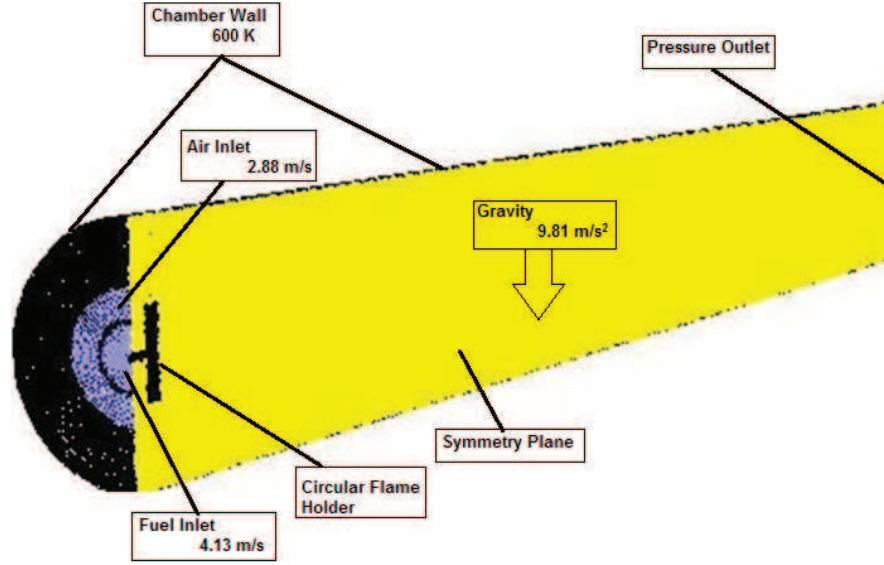 Chamber Wall
600 K
Pressure Outlet
Air Inlet
2.88 m/s
Gravity
9.81 m/s²
Symmetry Plane
Circular Flame
Holder
Fuel Inlet
4.13 m/s